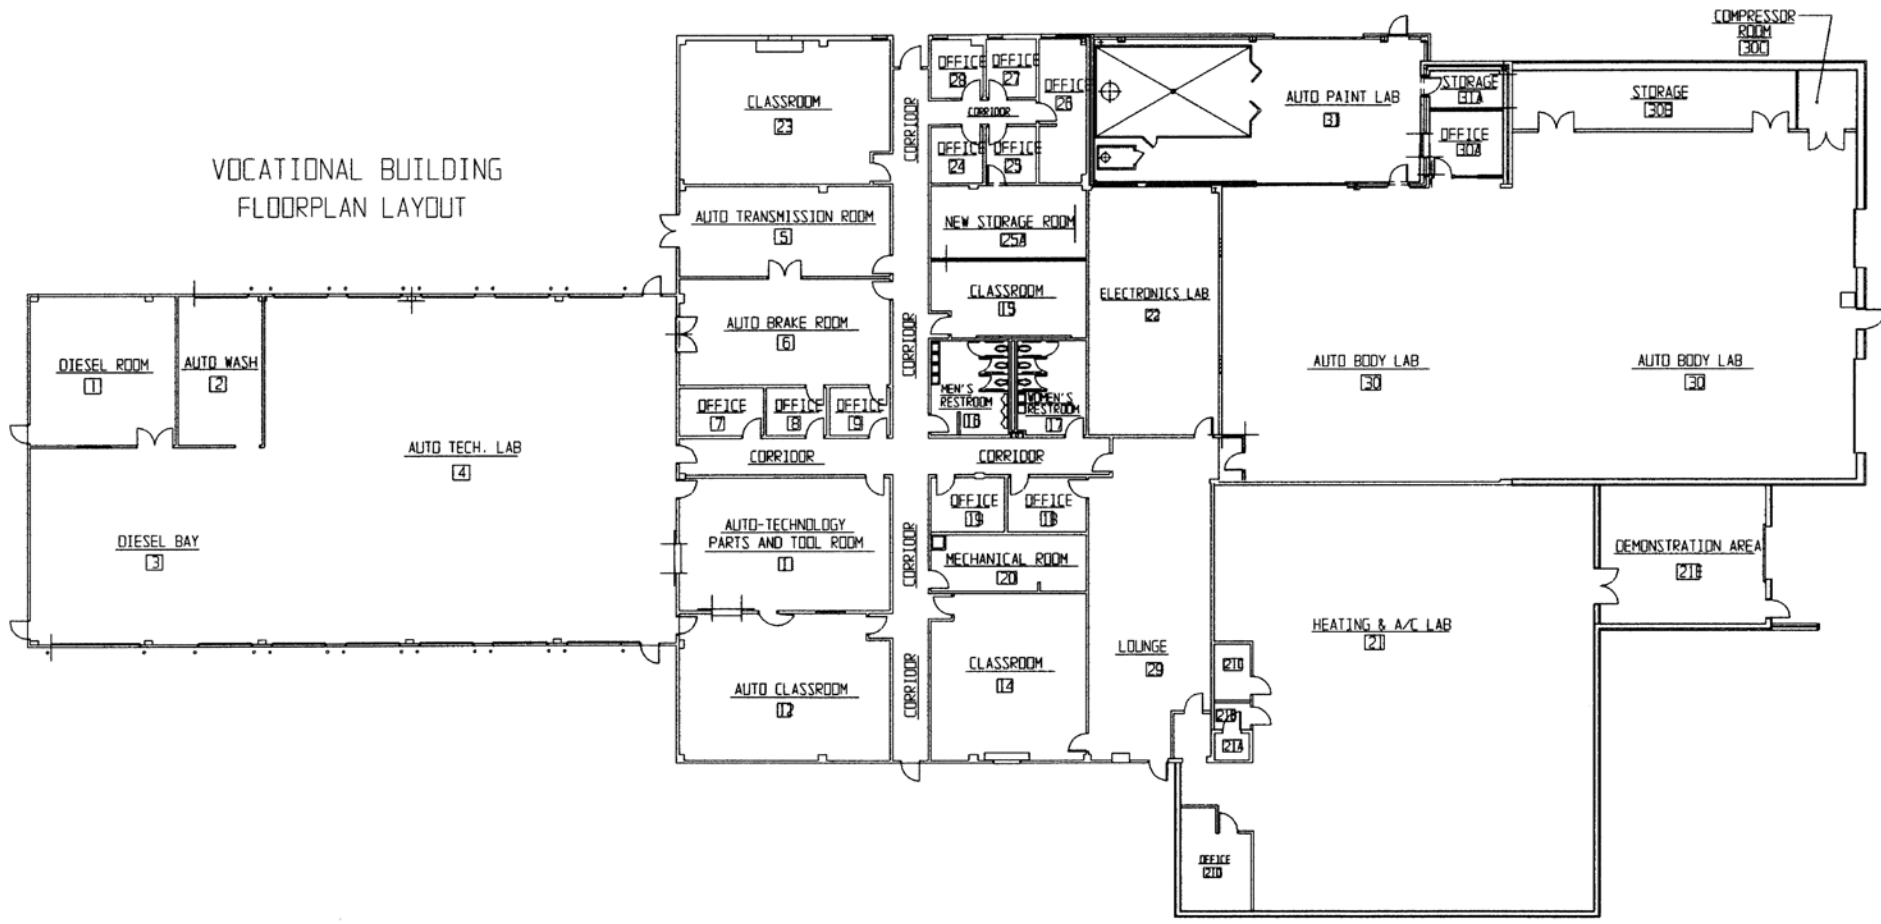 VOCATIONAL BUILDING
FLOORPLAN LAYOUT
COMPRESSOR
ROOM
30C
CLASSROOM
23
CORRIDOR
OFFICE
28
OFFICE
27
OFFICE
26
CORRIDOR
OFFICE
24
OFFICE
25
AUTO PAINT LAB
31
STORAGE
31A
OFFICE
30A
STORAGE
30B
AUTO TRANSMISSION ROOM
5
NEW STORAGE ROOM
25A
CLASSROOM
15
ELECTRONICS LAB
22
AUTO BRAKE ROOM
6
CORRIDOR
DIESEL ROOM
1
AUTO WASH
2
AUTO BODY LAB
30
AUTO BODY LAB
30
OFFICE
7
OFFICE
8
OFFICE
9
MEN'S
RESTROOM
16
WOMEN'S
RESTROOM
17
AUTO TECH. LAB
4
CORRIDOR
CORRIDOR
DIESEL BAY
3
AUTO-TECHNOLOGY
PARTS AND TOOL ROOM
1
CORRIDOR
OFFICE
19
OFFICE
18
MECHANICAL ROOM
20
DEMONSTRATION AREA
21E
HEATING & A/C LAB
21
LOUNGE
29
AUTO CLASSROOM
12
CORRIDOR
CLASSROOM
14
21C
21B
21A
OFFICE
21D